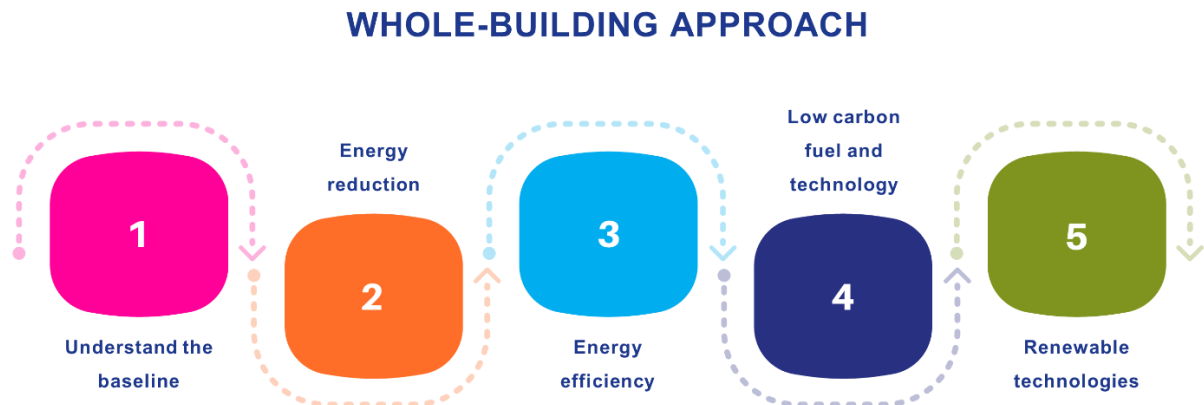 WHOLE-BUILDING APPROACH
1
Understand the
baseline
Energy
reduction
2
3
Energy
efficiency
Low carbon
fuel and
technology
4
5
Renewable
technologies